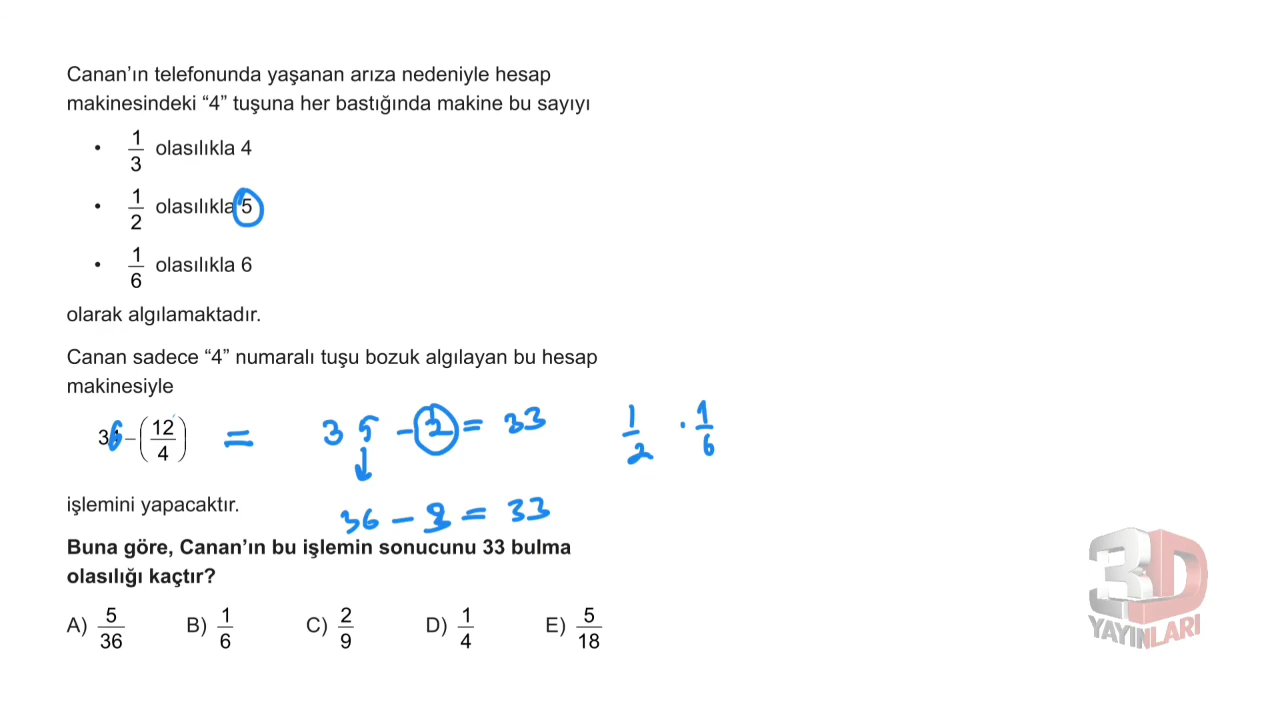 Canan’ın telefonunda yaşanan arıza nedeniyle hesap
makinesindeki “4” tuşuna her bastığında makine bu sayıyı
• 1/3 olasılıkla 4
• 1/2 olasılıkla 5
• 1/6 olasılıkla 6
olarak algılamaktadır.
Canan sadece “4” numaralı tuşu bozuk algılayan bu hesap
makinesiyle
36 – (12/4) = 35 – 2 = 33 1/2 · 1/6
işlemini yapacaktır.
36 – 3 = 33
Buna göre, Canan’ın bu işlemin sonucunu 33 bulma
olasılığı kaçtır?
A) 5/36 B) 1/6 C) 2/9 D) 1/4 E) 5/18
3D
YAYINLARI